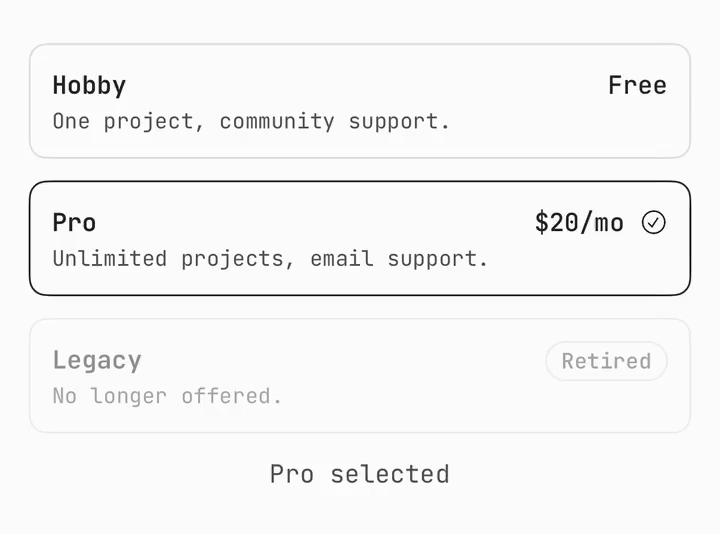 Hobby Free
One project, community support.
Pro $20/mo
Unlimited projects, email support.
Legacy Retired
No longer offered.
Pro selected